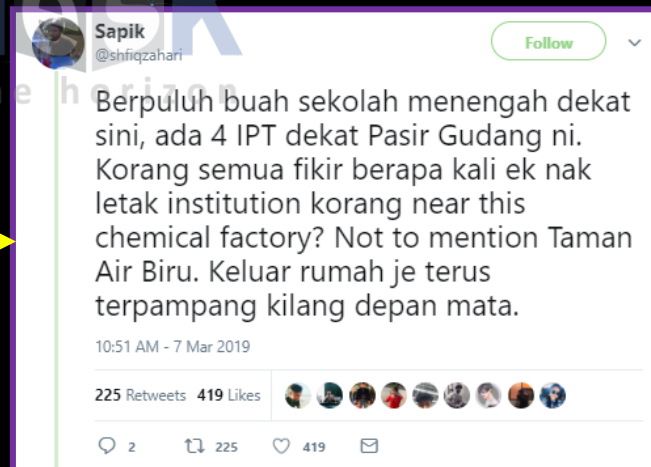 Sapik
@shfiqzahari
Follow
Berpuluh buah sekolah menengah dekat
sini, ada 4 IPT dekat Pasir Gudang ni.
Korang semua fikir berapa kali ek nak
letak institution korang near this
chemical factory? Not to mention Taman
Air Biru. Keluar rumah je terus
terpampang kilang depan mata.
10:51 AM - 7 Mar 2019
225 Retweets 419 Likes
2 225 419